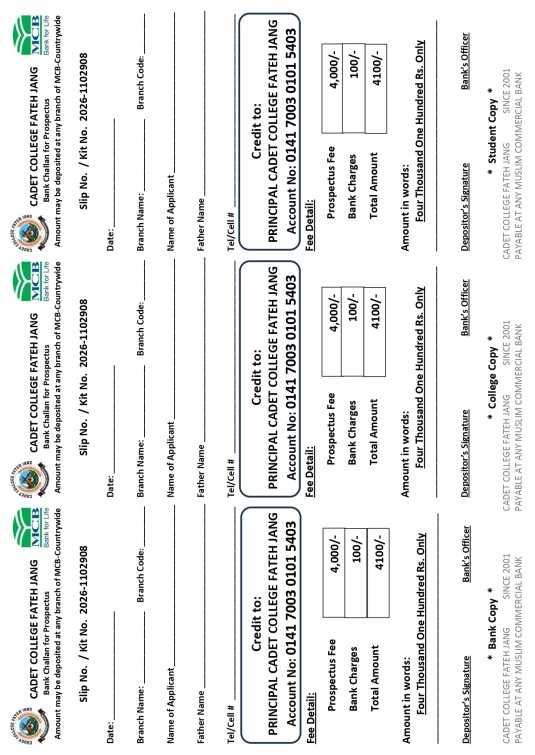 CADET COLLEGE FATEH JANG
MCB
Bank for Life
Bank Challan for Prospectus
Amount may be deposited at any branch of MCB-Countrywide
Slip No. / Kit No. 2026-1102908
Date:
Branch Name: Branch Code:
Name of Applicant
Father Name
Tel/Cell #
Credit to:
PRINCIPAL CADET COLLEGE FATEH JANG
Account No: 0141 7003 0101 5403
Fee Detail:
Prospectus Fee 4,000/-
Bank Charges 100/-
Total Amount 4100/-
Amount in words:
Four Thousand One Hundred Rs. Only
Depositor's Signature Bank's Officer
* Bank Copy *
CADET COLLEGE FATEH JANG SINCE 2001
PAYABLE AT ANY MUSLIM COMMERCIAL BANK
CADET COLLEGE FATEH JANG
MCB
Bank for Life
Bank Challan for Prospectus
Amount may be deposited at any branch of MCB-Countrywide
Slip No. / Kit No. 2026-1102908
Date:
Branch Name: Branch Code:
Name of Applicant
Father Name
Tel/Cell #
Credit to:
PRINCIPAL CADET COLLEGE FATEH JANG
Account No: 0141 7003 0101 5403
Fee Detail:
Prospectus Fee 4,000/-
Bank Charges 100/-
Total Amount 4100/-
Amount in words:
Four Thousand One Hundred Rs. Only
Depositor's Signature Bank's Officer
* College Copy *
CADET COLLEGE FATEH JANG SINCE 2001
PAYABLE AT ANY MUSLIM COMMERCIAL BANK
CADET COLLEGE FATEH JANG
MCB
Bank for Life
Bank Challan for Prospectus
Amount may be deposited at any branch of MCB-Countrywide
Slip No. / Kit No. 2026-1102908
Date:
Branch Name: Branch Code:
Name of Applicant
Father Name
Tel/Cell #
Credit to:
PRINCIPAL CADET COLLEGE FATEH JANG
Account No: 0141 7003 0101 5403
Fee Detail:
Prospectus Fee 4,000/-
Bank Charges 100/-
Total Amount 4100/-
Amount in words:
Four Thousand One Hundred Rs. Only
Depositor's Signature Bank's Officer
* Student Copy *
CADET COLLEGE FATEH JANG SINCE 2001
PAYABLE AT ANY MUSLIM COMMERCIAL BANK